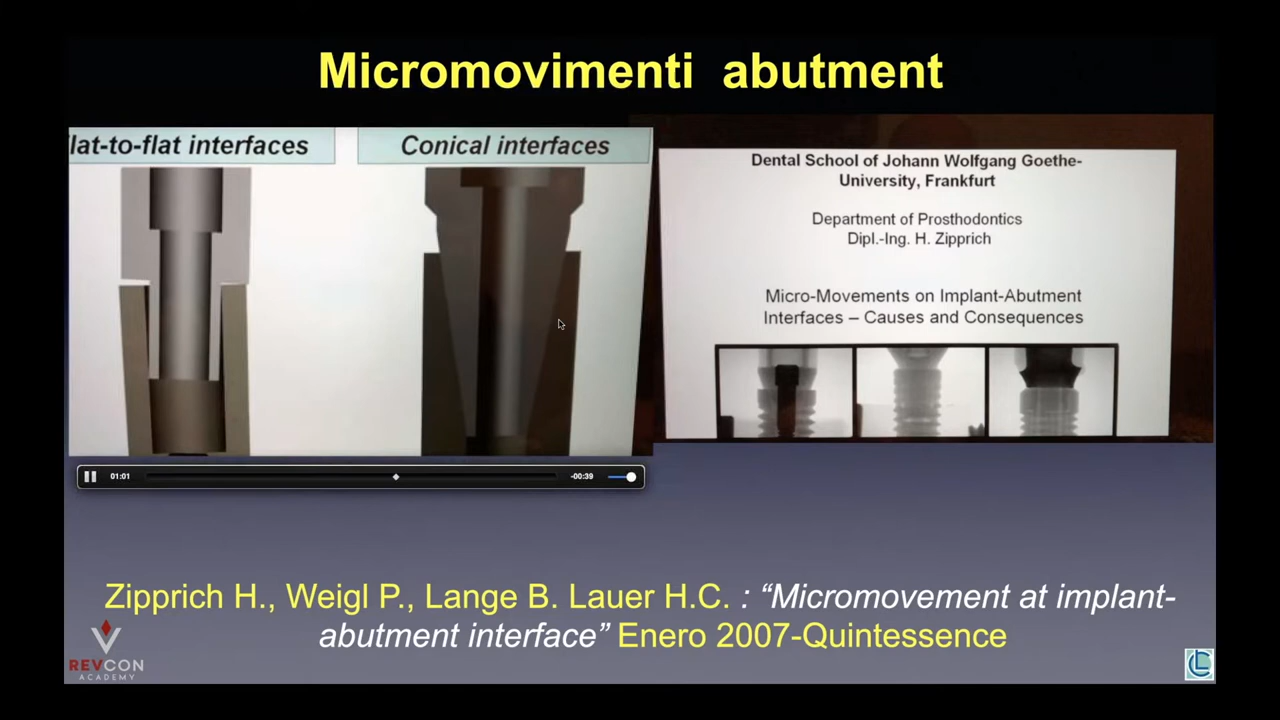 Micromovimenti abutment
lat-to-flat interfaces
Conical interfaces
Dental School of Johann Wolfgang Goethe-
University, Frankfurt
Department of Prosthodontics
Dipl.-Ing. H. Zipprich
Micro-Movements on Implant-Abutment
Interfaces – Causes and Consequences
01:01
-00:39
Zipprich H., Weigl P., Lange B. Lauer H.C. : “Micromovement at implant-
abutment interface” Enero 2007-Quintessence
REVCON
ACADEMY